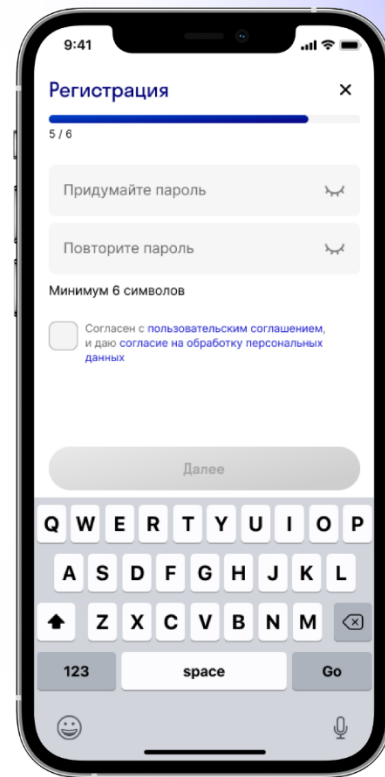 9:41
Регистрация
5 / 6
Придумайте пароль
Повторите пароль
Минимум 6 символов
Согласен с пользовательским соглашением,
и даю согласие на обработку персональных
данных
Далее
Q W E R T Y U I O P
A S D F G H J K L
Z X C V B N M
123 space Go